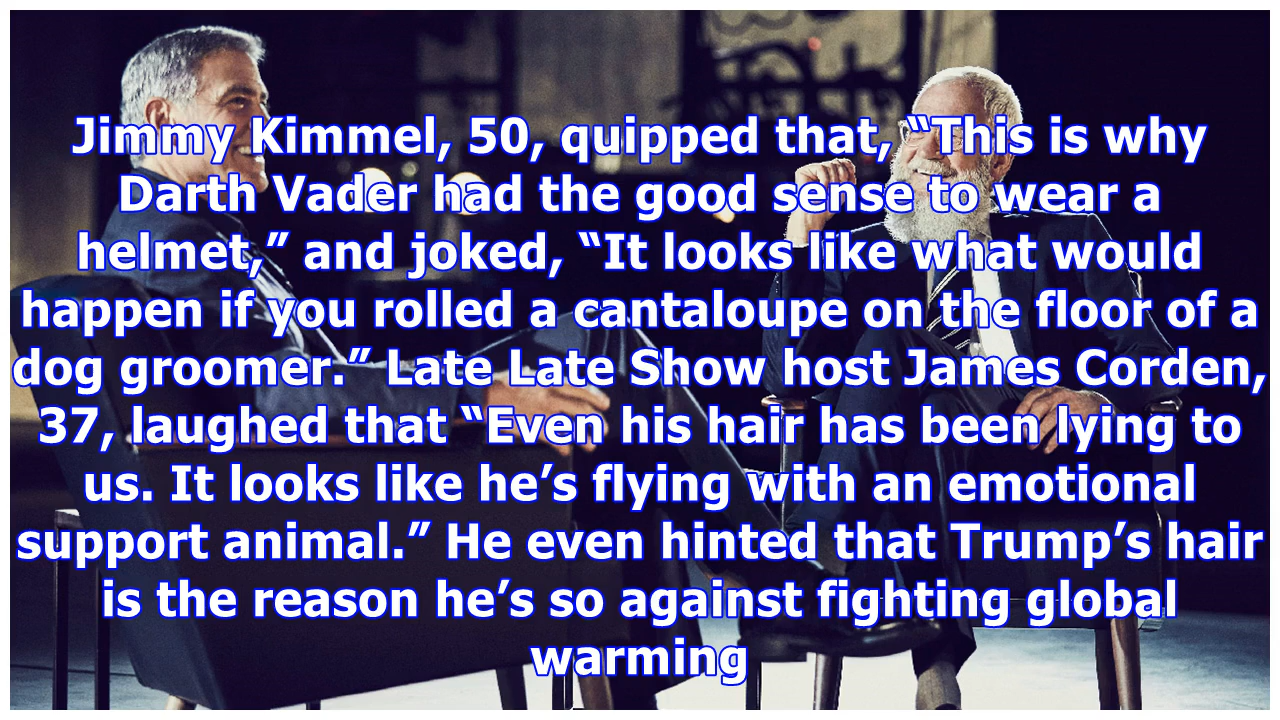 Jimmy Kimmel, 50, quipped that, “This is why
Darth Vader had the good sense to wear a
helmet,” and joked, “It looks like what would
happen if you rolled a cantaloupe on the floor of a
dog groomer.” Late Late Show host James Corden,
37, laughed that “Even his hair has been lying to
us. It looks like he’s flying with an emotional
support animal.” He even hinted that Trump’s hair
is the reason he’s so against fighting global
warming